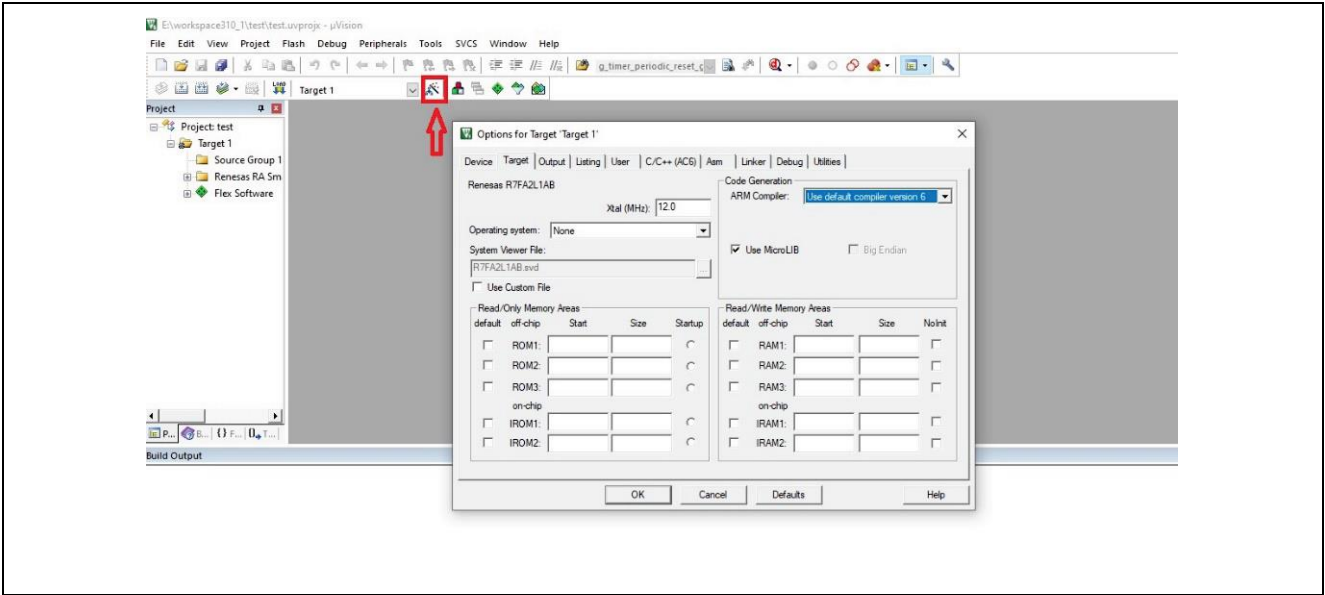 E:\workspace310_1\test\test.uvprojx - µVision
File Edit View Project Flash Debug Peripherals Tools SVCS Window Help
g_timer_periodic_reset_c
Target 1
Project
Project: test
Target 1
Source Group 1
Renesas RA Sm
Flex Software
P... B... {} F... T...
Build Output
Options for Target 'Target 1'
Device Target Output Listing User C/C++ (AC6) Asm Linker Debug Utilities
Renesas R7FA2L1AB
Xtal (MHz): 12.0
Operating system: None
System Viewer File:
R7FA2L1AB.svd
...
Use Custom File
Code Generation
ARM Compiler: Use default compiler version 6
Use MicroLIB Big Endian
Read/Only Memory Areas
default off-chip Start Size Startup
ROM1:
ROM2:
ROM3:
on-chip
IROM1:
IROM2:
Read/Write Memory Areas
default off-chip Start Size NoInit
RAM1:
RAM2:
RAM3:
on-chip
IRAM1:
IRAM2:
OK Cancel Defaults Help